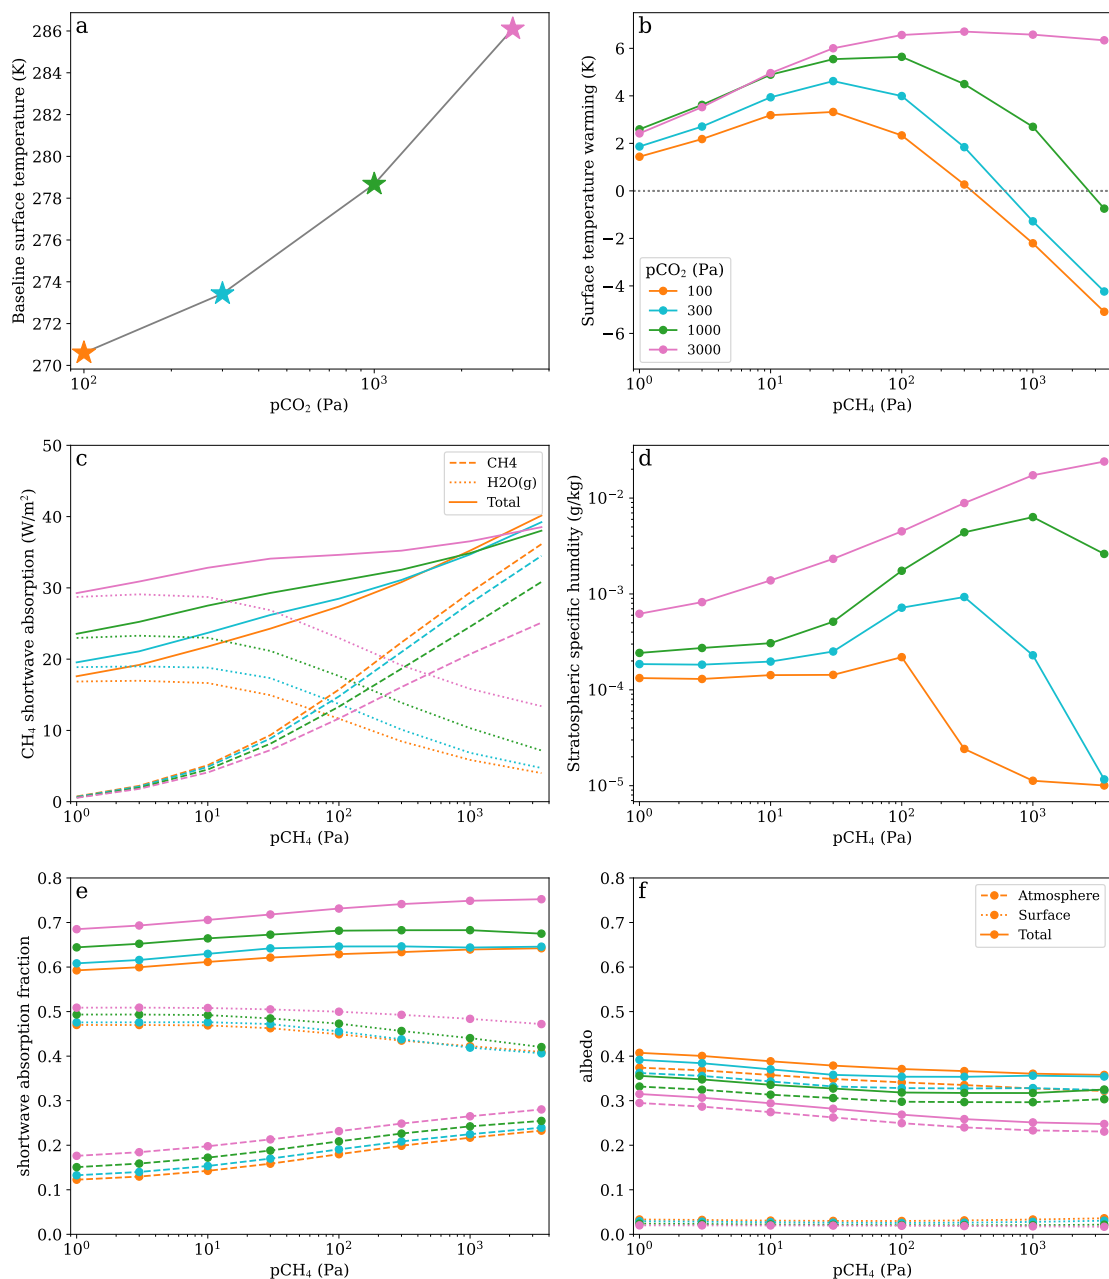 a
Baseline surface temperature (K)
286
284
282
280
278
276
274
272
270
10²
10³
pCO₂ (Pa)
b
Surface temperature warming (K)
6
4
2
0
−2
−4
−6
pCO₂ (Pa)
100
300
1000
3000
10⁰
10¹
10²
10³
pCH₄ (Pa)
c
CH₄ shortwave absorption (W/m²)
50
40
30
20
10
0
CH4
H2O(g)
Total
10⁰
10¹
10²
10³
pCH₄ (Pa)
d
Stratospheric specific humidity (g/kg)
10⁻²
10⁻³
10⁻⁴
10⁻⁵
10⁰
10¹
10²
10³
pCH₄ (Pa)
e
shortwave absorption fraction
0.8
0.7
0.6
0.5
0.4
0.3
0.2
0.1
0.0
10⁰
10¹
10²
10³
pCH₄ (Pa)
f
albedo
0.8
0.7
0.6
0.5
0.4
0.3
0.2
0.1
0.0
Atmosphere
Surface
Total
10⁰
10¹
10²
10³
pCH₄ (Pa)